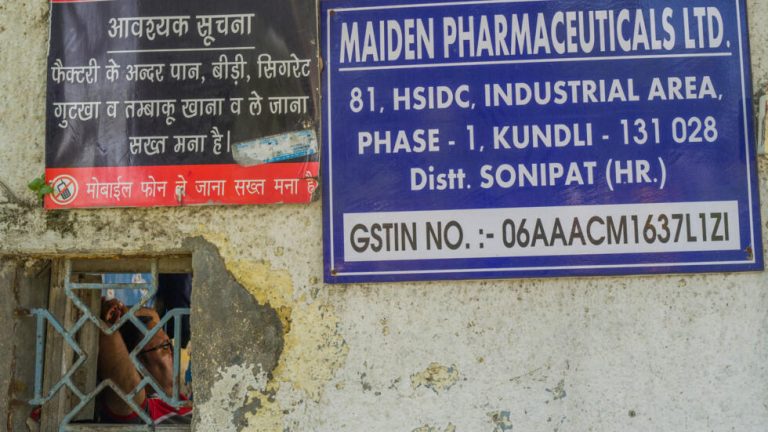 आवश्यक सूचना
फैक्टरी के अन्दर पान, बीड़ी, सिगरेट
गुटखा व तम्बाकू खाना व ले जाना
सख्त मना है।
मोबाईल फोन ले जाना सख्त मना है
MAIDEN PHARMACEUTICALS LTD.
81, HSIDC, INDUSTRIAL AREA,
PHASE - 1, KUNDLI - 131 028
Distt. SONIPAT (HR.)
GSTIN NO. :- 06AAACM1637L1ZI